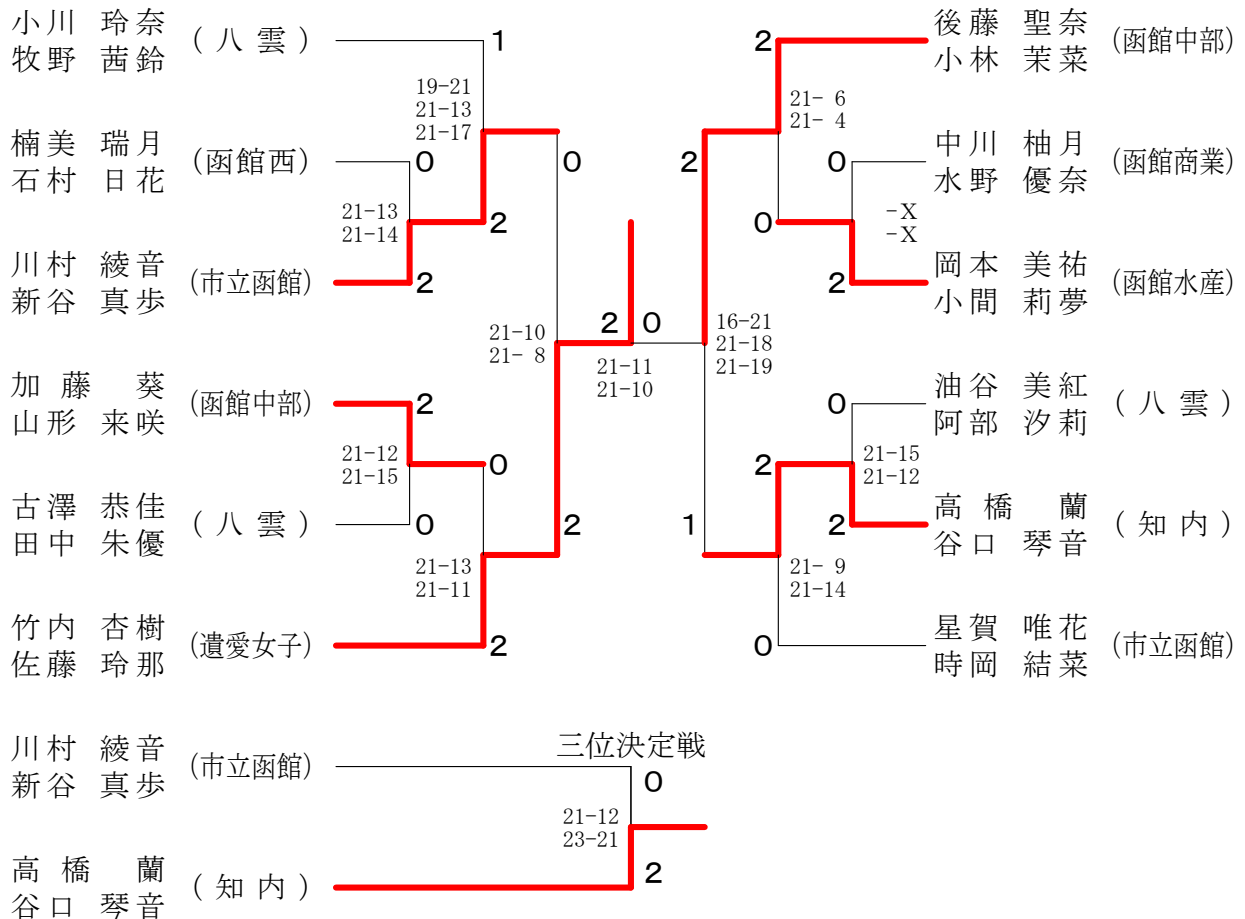 小川 玲奈
牧野 茜鈴
(八雲)
1
19-21
21-13
21-17
楠美 瑞月
石村 日花
(函館西)
0
21-13
21-14
2
川村 綾音
新谷 真歩
(市立函館)
2
0
21-10
21- 8
加藤 葵
山形 来咲
(函館中部)
2
21-12
21-15
0
古澤 恭佳
田中 朱優
(八雲)
0
2
21-13
21-11
竹内 杏樹
佐藤 玲那
(遺愛女子)
2
2 0
21-11
21-10
2
後藤 聖奈
小林 茉菜
(函館中部)
21- 6
21- 4
2
0
中川 柚月
水野 優奈
(函館商業)
0
-X
-X
2
岡本 美祐
小間 莉夢
(函館水産)
16-21
21-18
21-19
0
油谷 美紅
阿部 汐莉
(八雲)
2
21-15
21-12
1
2
高橋 蘭
谷口 琴音
(知内)
21- 9
21-14
0
星賀 唯花
時岡 結菜
(市立函館)
三位決定戦
川村 綾音
新谷 真歩
(市立函館)
0
21-12
23-21
2
高橋 蘭
谷口 琴音
(知内)